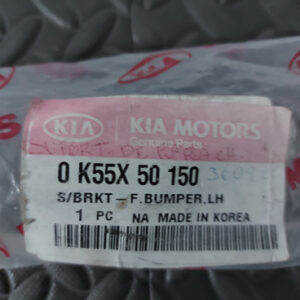 KIA KIA MOTORS
Genuine Parts
0 K55X 50 150
S/BRKT - F.BUMPER.LH
1 PC NA MADE IN KOREA